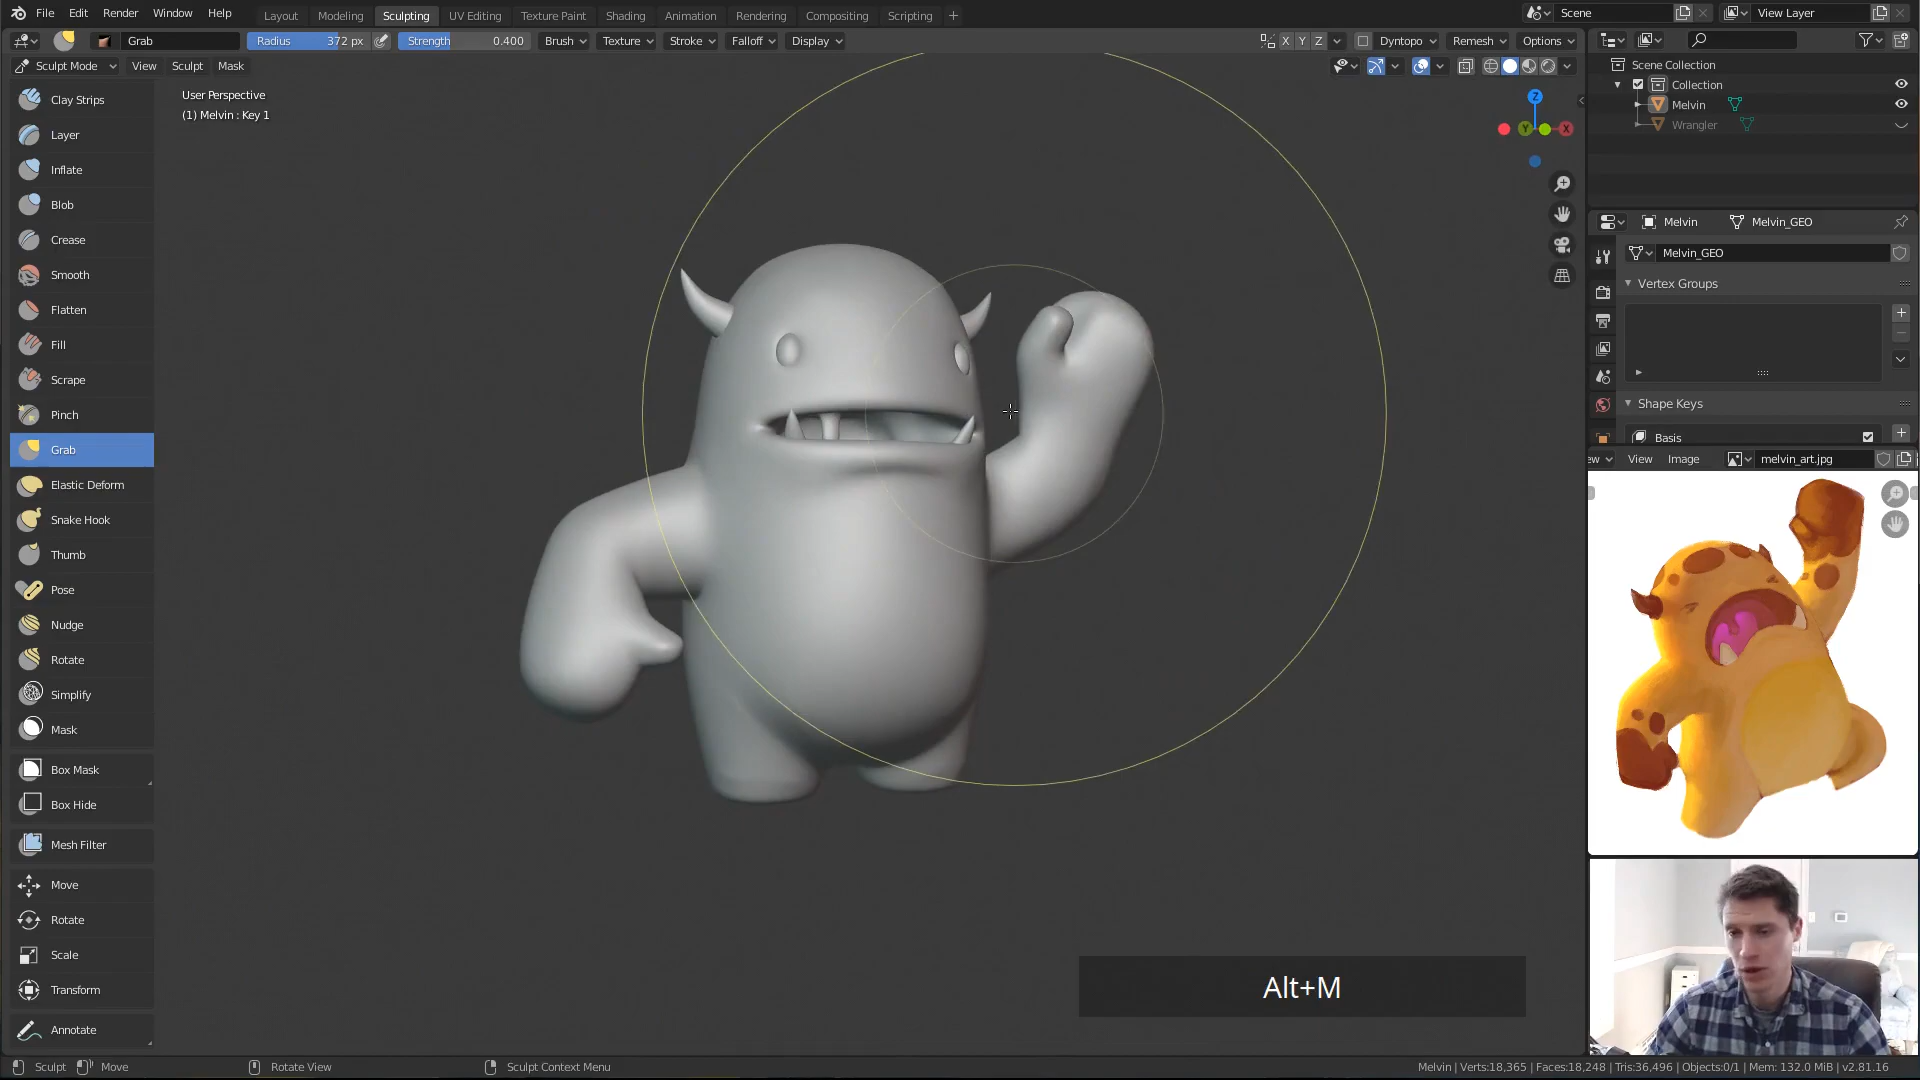 File Edit Render Window Help Layout Modeling Sculpting UV Editing Texture Paint Shading Animation Rendering Compositing Scripting + Scene View Layer
Grab Radius 372 px Strength 0.400 Brush Texture Stroke Falloff Display X Y Z Dyntopo Remesh Options
Sculpt Mode View Sculpt Mask
User Perspective
(1) Melvin : Key 1
Clay Strips
Layer
Inflate
Blob
Crease
Smooth
Flatten
Fill
Scrape
Pinch
Grab
Elastic Deform
Snake Hook
Thumb
Pose
Nudge
Rotate
Simplify
Mask
Box Mask
Box Hide
Mesh Filter
Move
Rotate
Scale
Transform
Annotate
Z
Y
X
Scene Collection
Collection
Melvin
Wrangler
Melvin Melvin_GEO
Melvin_GEO
Vertex Groups
Shape Keys
Basis
ew View Image melvin_art.jpg
Alt+M
Sculpt Move Rotate View Sculpt Context Menu Melvin | Verts:18,365 | Faces:18,248 | Tris:36,496 | Objects:0/1 | Mem: 132.0 MiB | v2.81.16